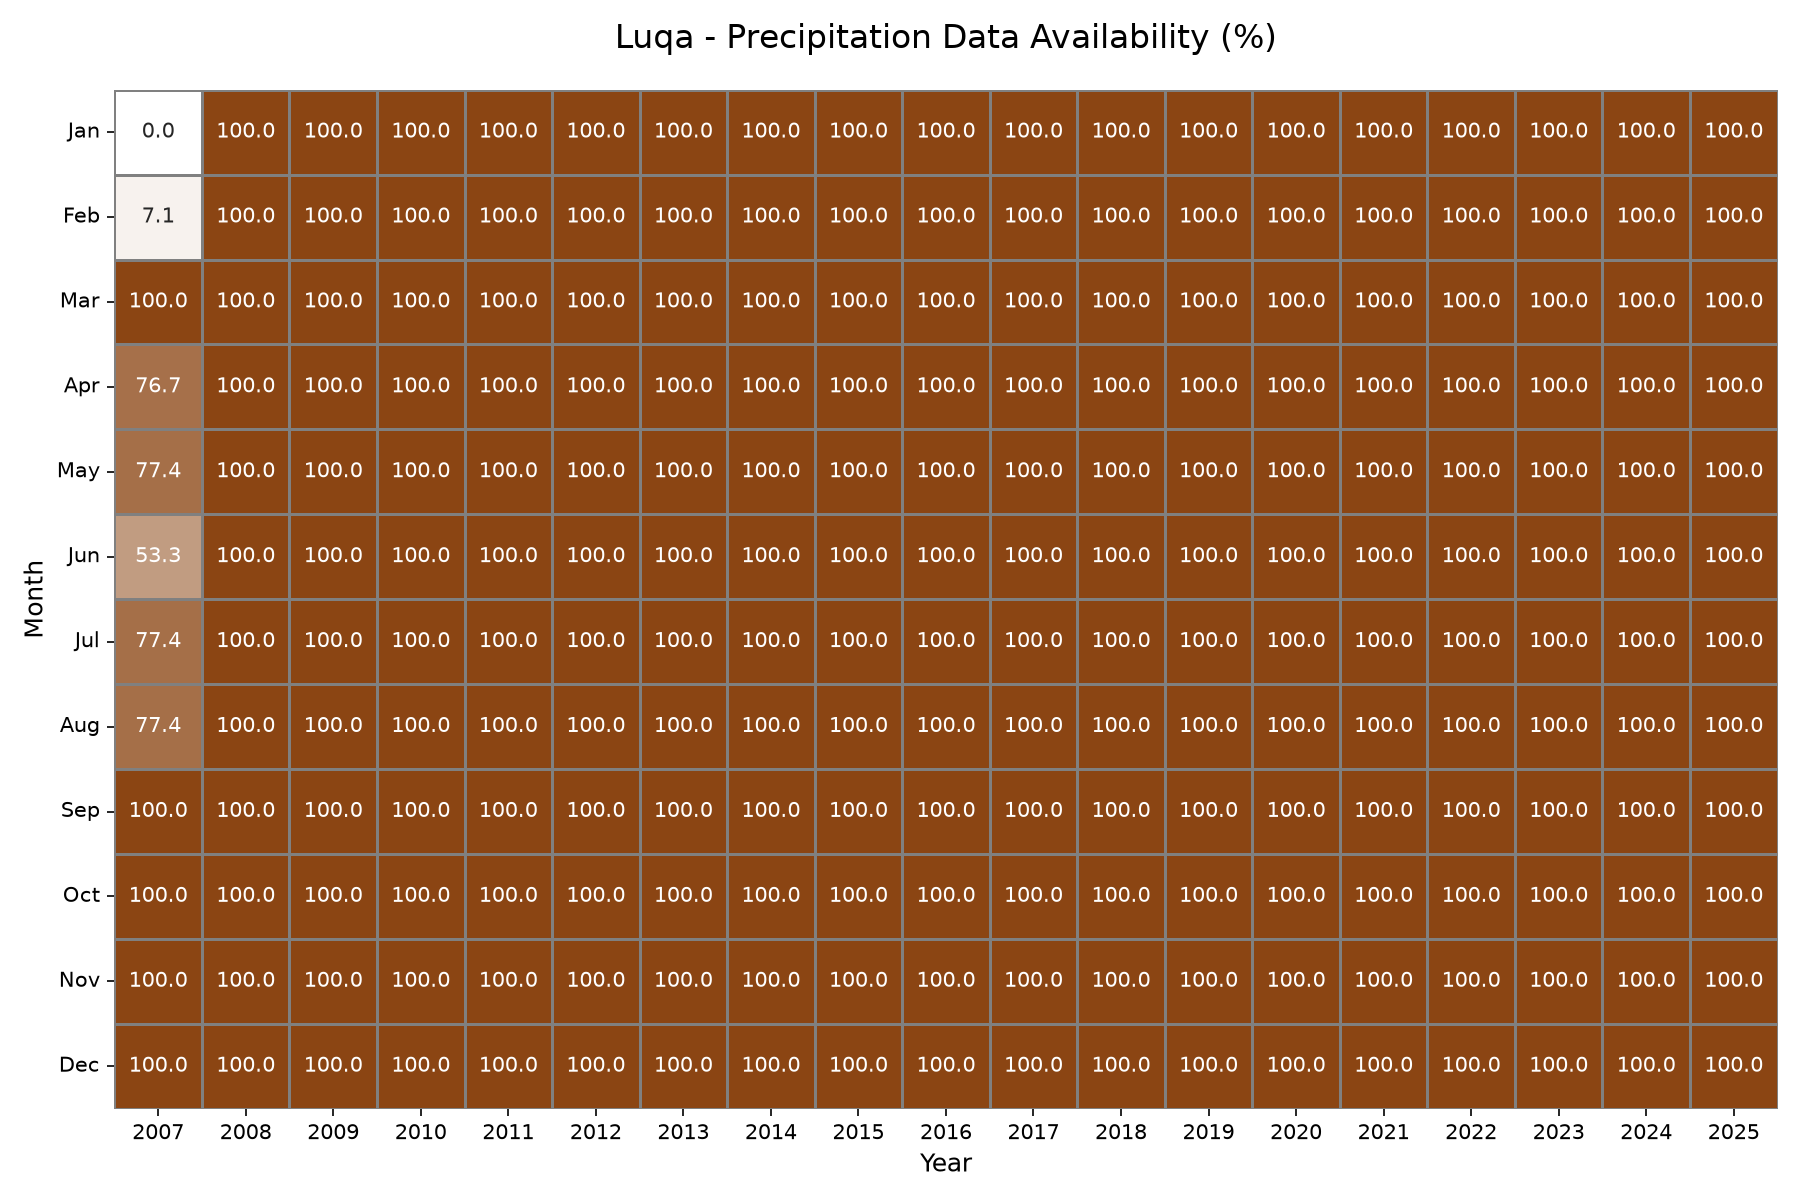 Luqa - Precipitation Data Availability (%)
Jan 0.0 100.0 100.0 100.0 100.0 100.0 100.0 100.0 100.0 100.0 100.0 100.0 100.0 100.0 100.0 100.0 100.0 100.0 100.0
Feb 7.1 100.0 100.0 100.0 100.0 100.0 100.0 100.0 100.0 100.0 100.0 100.0 100.0 100.0 100.0 100.0 100.0 100.0 100.0
Mar 100.0 100.0 100.0 100.0 100.0 100.0 100.0 100.0 100.0 100.0 100.0 100.0 100.0 100.0 100.0 100.0 100.0 100.0 100.0
Apr 76.7 100.0 100.0 100.0 100.0 100.0 100.0 100.0 100.0 100.0 100.0 100.0 100.0 100.0 100.0 100.0 100.0 100.0 100.0
May 77.4 100.0 100.0 100.0 100.0 100.0 100.0 100.0 100.0 100.0 100.0 100.0 100.0 100.0 100.0 100.0 100.0 100.0 100.0
Jun 53.3 100.0 100.0 100.0 100.0 100.0 100.0 100.0 100.0 100.0 100.0 100.0 100.0 100.0 100.0 100.0 100.0 100.0 100.0
Jul 77.4 100.0 100.0 100.0 100.0 100.0 100.0 100.0 100.0 100.0 100.0 100.0 100.0 100.0 100.0 100.0 100.0 100.0 100.0
Aug 77.4 100.0 100.0 100.0 100.0 100.0 100.0 100.0 100.0 100.0 100.0 100.0 100.0 100.0 100.0 100.0 100.0 100.0 100.0
Sep 100.0 100.0 100.0 100.0 100.0 100.0 100.0 100.0 100.0 100.0 100.0 100.0 100.0 100.0 100.0 100.0 100.0 100.0 100.0
Oct 100.0 100.0 100.0 100.0 100.0 100.0 100.0 100.0 100.0 100.0 100.0 100.0 100.0 100.0 100.0 100.0 100.0 100.0 100.0
Nov 100.0 100.0 100.0 100.0 100.0 100.0 100.0 100.0 100.0 100.0 100.0 100.0 100.0 100.0 100.0 100.0 100.0 100.0 100.0
Dec 100.0 100.0 100.0 100.0 100.0 100.0 100.0 100.0 100.0 100.0 100.0 100.0 100.0 100.0 100.0 100.0 100.0 100.0 100.0
2007 2008 2009 2010 2011 2012 2013 2014 2015 2016 2017 2018 2019 2020 2021 2022 2023 2024 2025
Year
Month